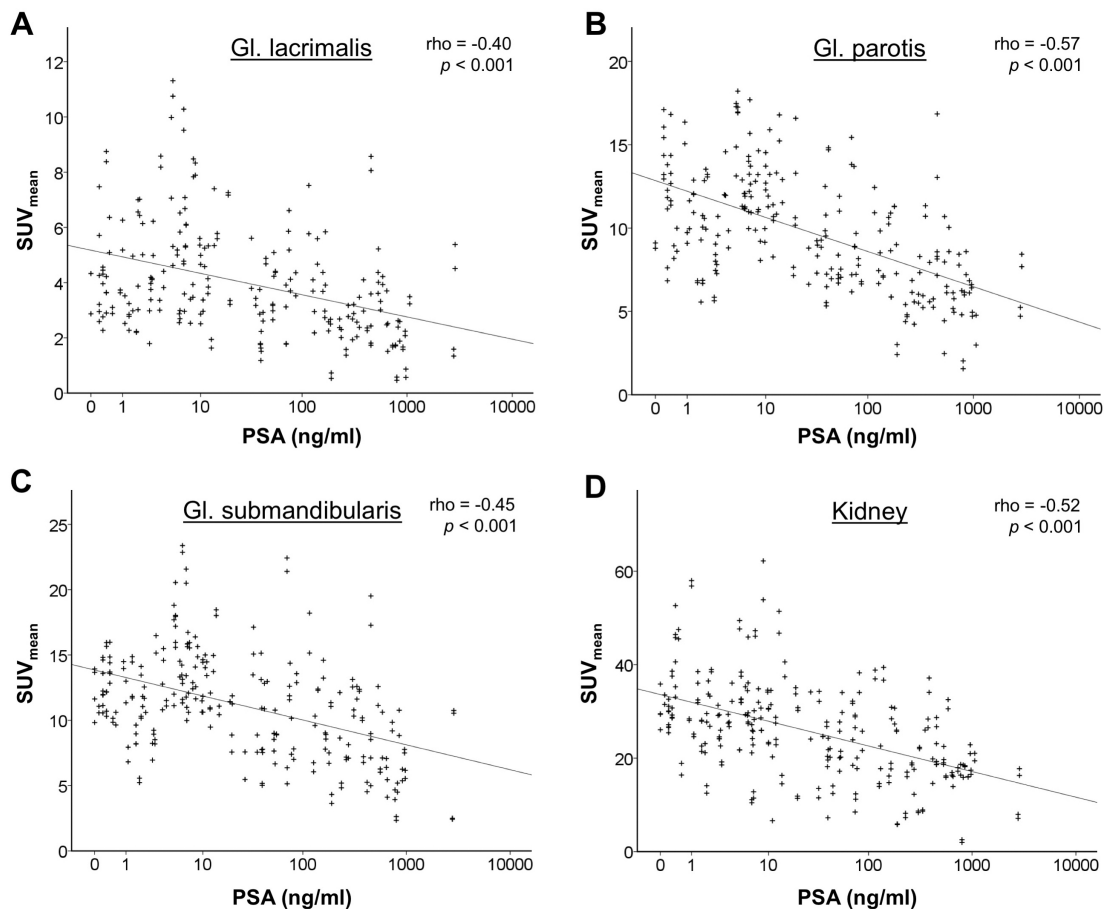 A
Gl. lacrimalis
rho = -0.40
p < 0.001
12
10
8
6
4
2
0
SUVmean
0 1 10 100 1000 10000
PSA (ng/ml)
B
Gl. parotis
rho = -0.57
p < 0.001
20
15
10
5
0
SUVmean
0 1 10 100 1000 10000
PSA (ng/ml)
C
Gl. submandibularis
rho = -0.45
p < 0.001
25
20
15
10
5
0
SUVmean
0 1 10 100 1000 10000
PSA (ng/ml)
D
Kidney
rho = -0.52
p < 0.001
60
40
20
0
SUVmean
0 1 10 100 1000 10000
PSA (ng/ml)